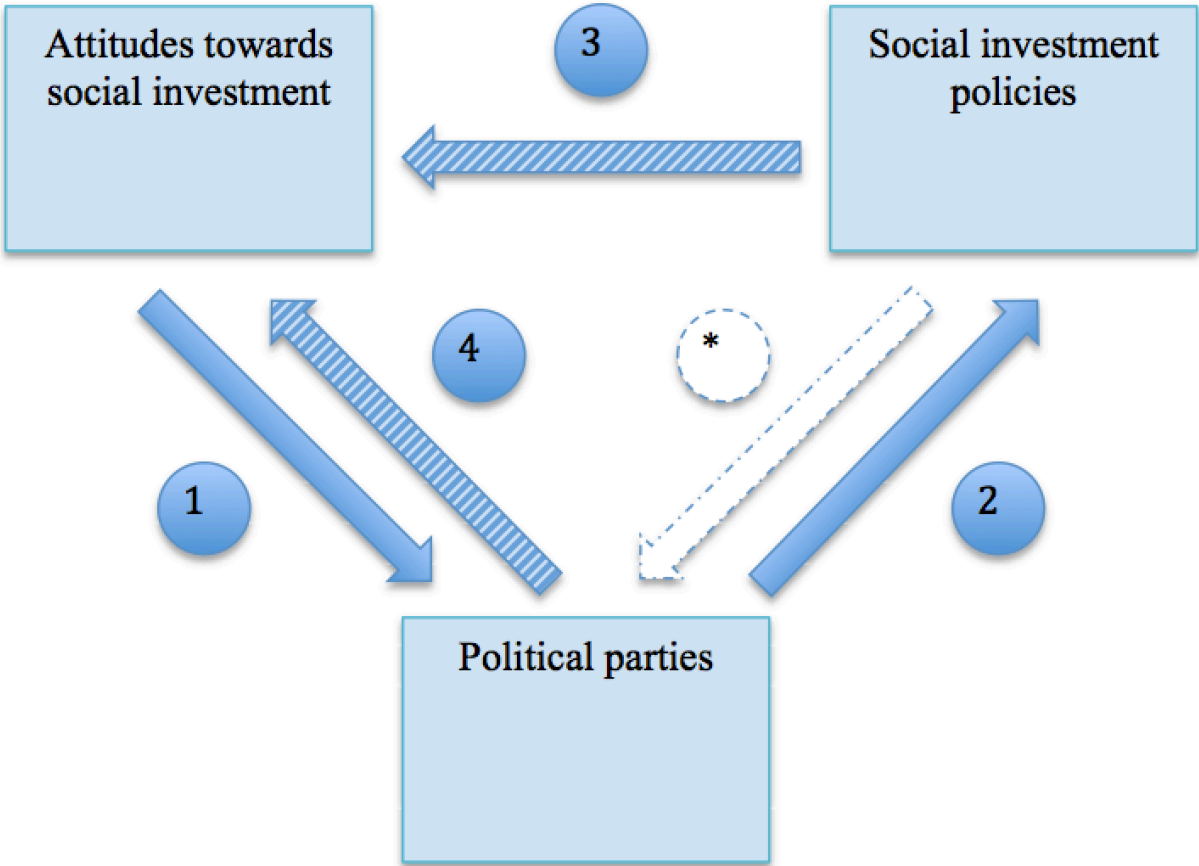 Attitudes towards
social investment
3
Social investment
policies
4
*
1
2
Political parties